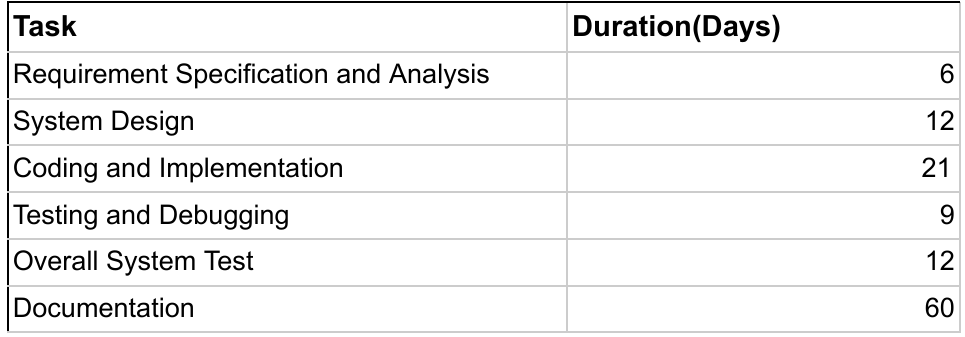 Task Duration(Days)
Requirement Specification and Analysis 6
System Design 12
Coding and Implementation 21
Testing and Debugging 9
Overall System Test 12
Documentation 60